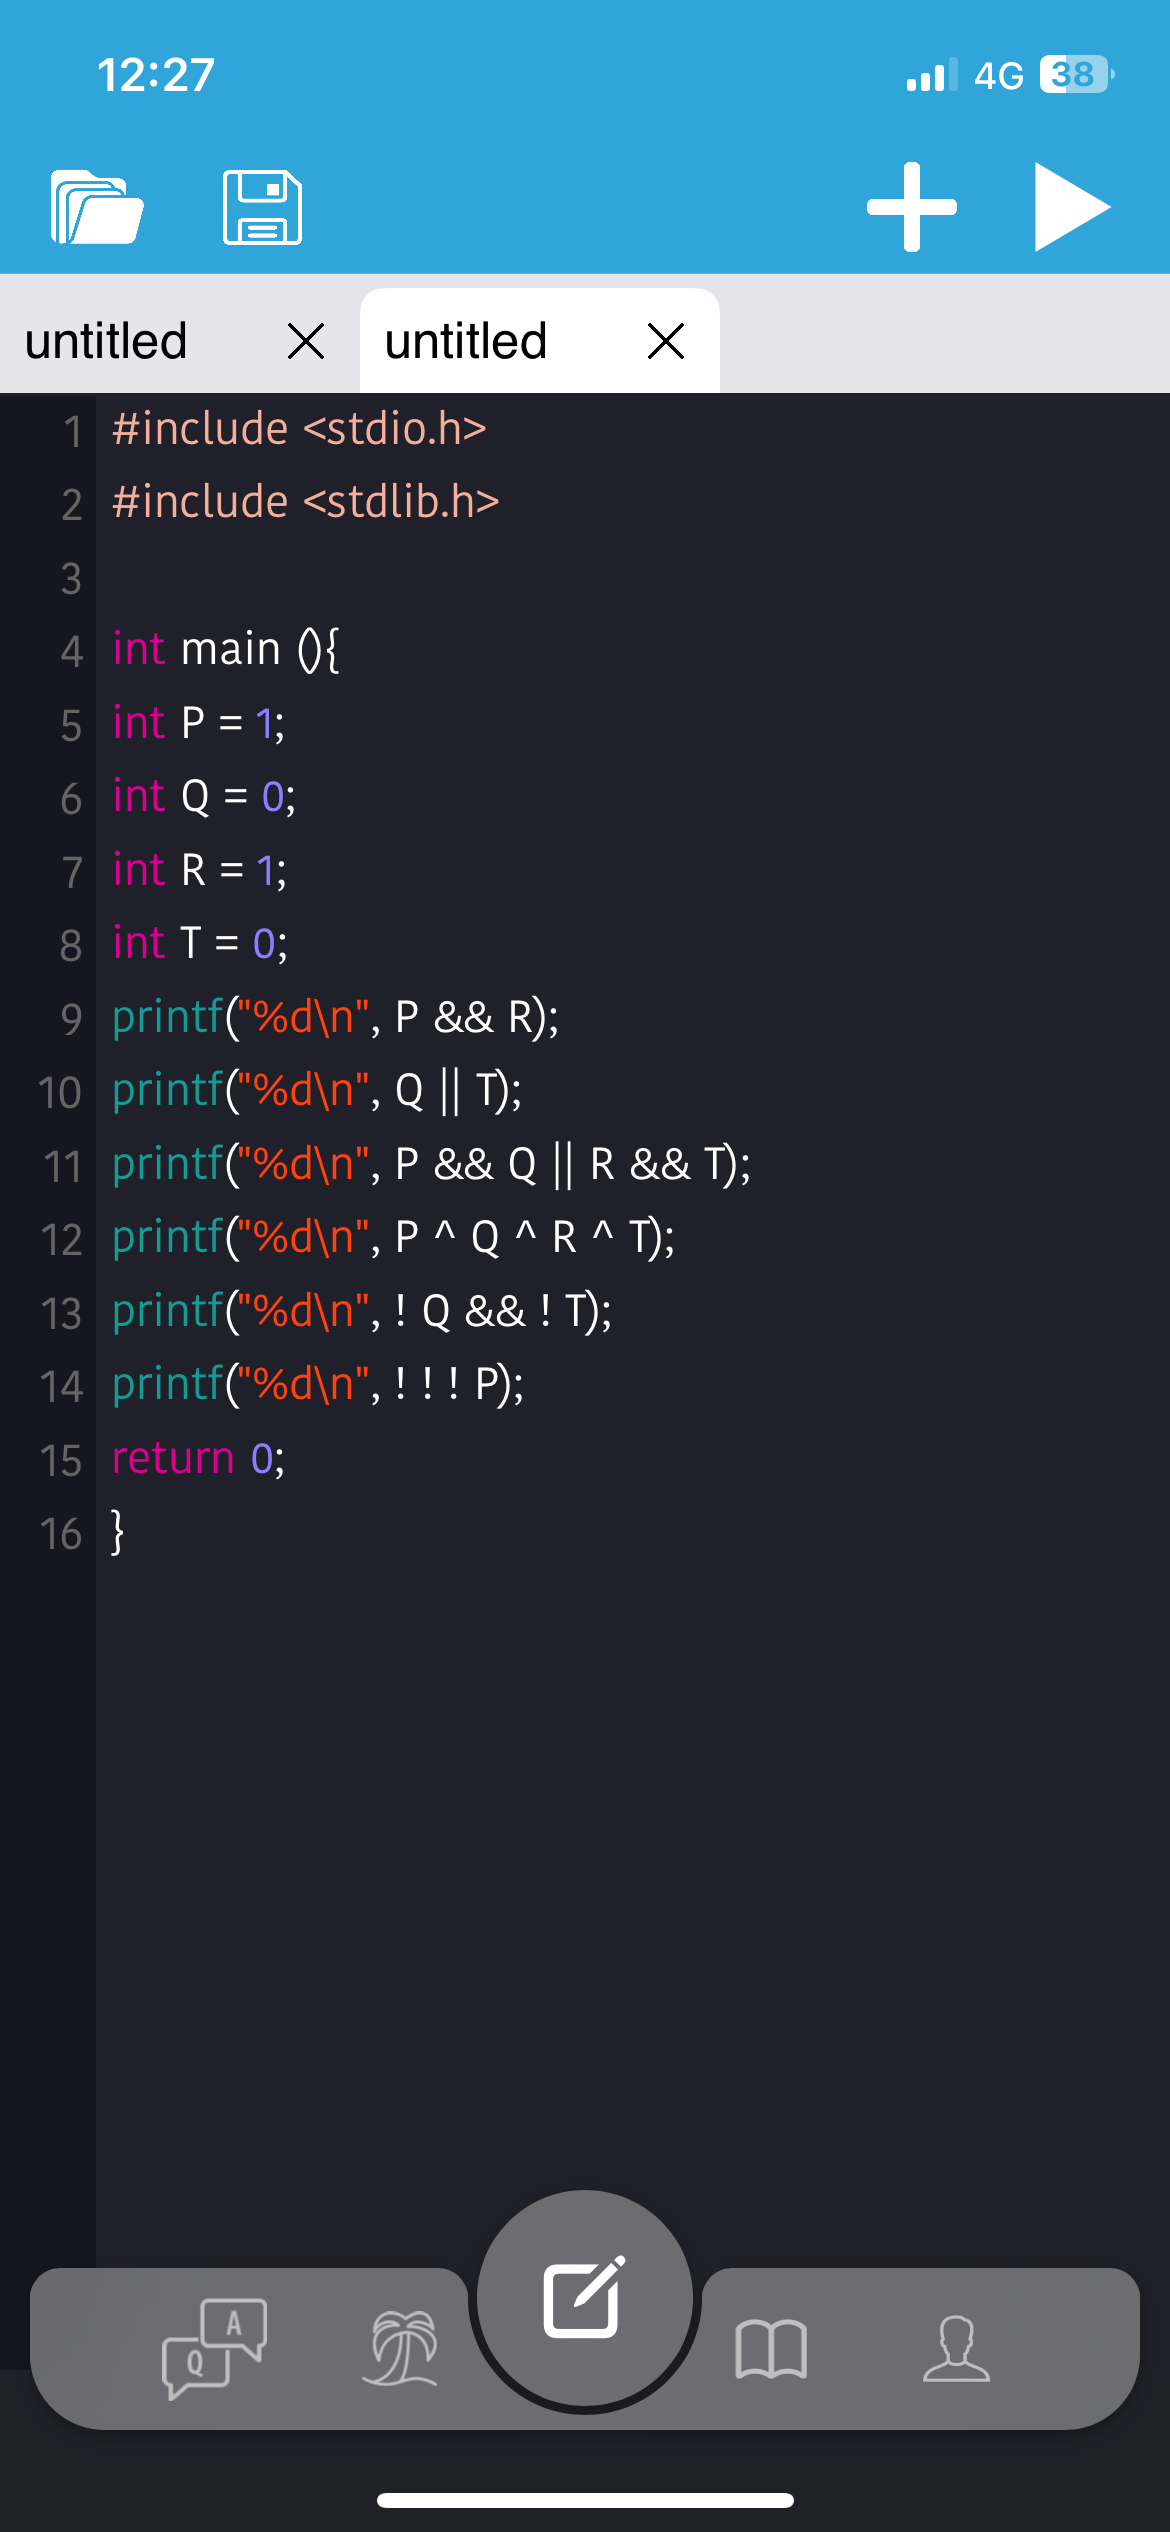 12:27 4G 38
untitled untitled
1 #include <stdio.h>
2 #include <stdlib.h>
3
4 int main (){
5 int P = 1;
6 int Q = 0;
7 int R = 1;
8 int T = 0;
9 printf("%d\n", P && R);
10 printf("%d\n", Q || T);
11 printf("%d\n", P && Q || R && T);
12 printf("%d\n", P ^ Q ^ R ^ T);
13 printf("%d\n", ! Q && ! T);
14 printf("%d\n", ! ! ! P);
15 return 0;
16 }
A
Q